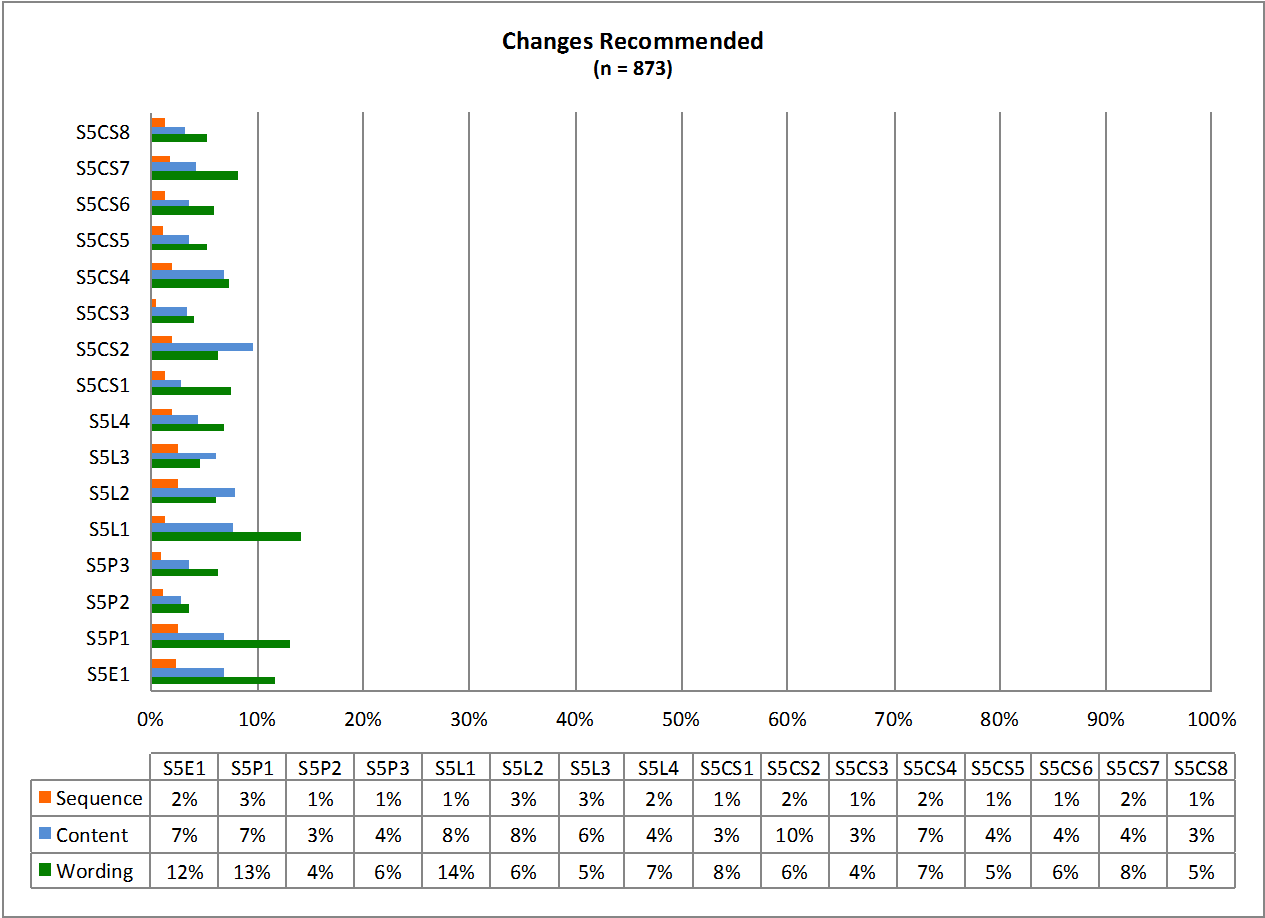 Changes Recommended
(n = 873)
S5CS8
S5CS7
S5CS6
S5CS5
S5CS4
S5CS3
S5CS2
S5CS1
S5L4
S5L3
S5L2
S5L1
S5P3
S5P2
S5P1
S5E1
0% 10% 20% 30% 40% 50% 60% 70% 80% 90% 100%
S5E1 S5P1 S5P2 S5P3 S5L1 S5L2 S5L3 S5L4 S5CS1 S5CS2 S5CS3 S5CS4 S5CS5 S5CS6 S5CS7 S5CS8
Sequence 2% 3% 1% 1% 1% 3% 3% 2% 1% 2% 1% 2% 1% 1% 2% 1%
Content 7% 7% 3% 4% 8% 8% 6% 4% 3% 10% 3% 7% 4% 4% 4% 3%
Wording 12% 13% 4% 6% 14% 6% 5% 7% 8% 6% 4% 7% 5% 6% 8% 5%